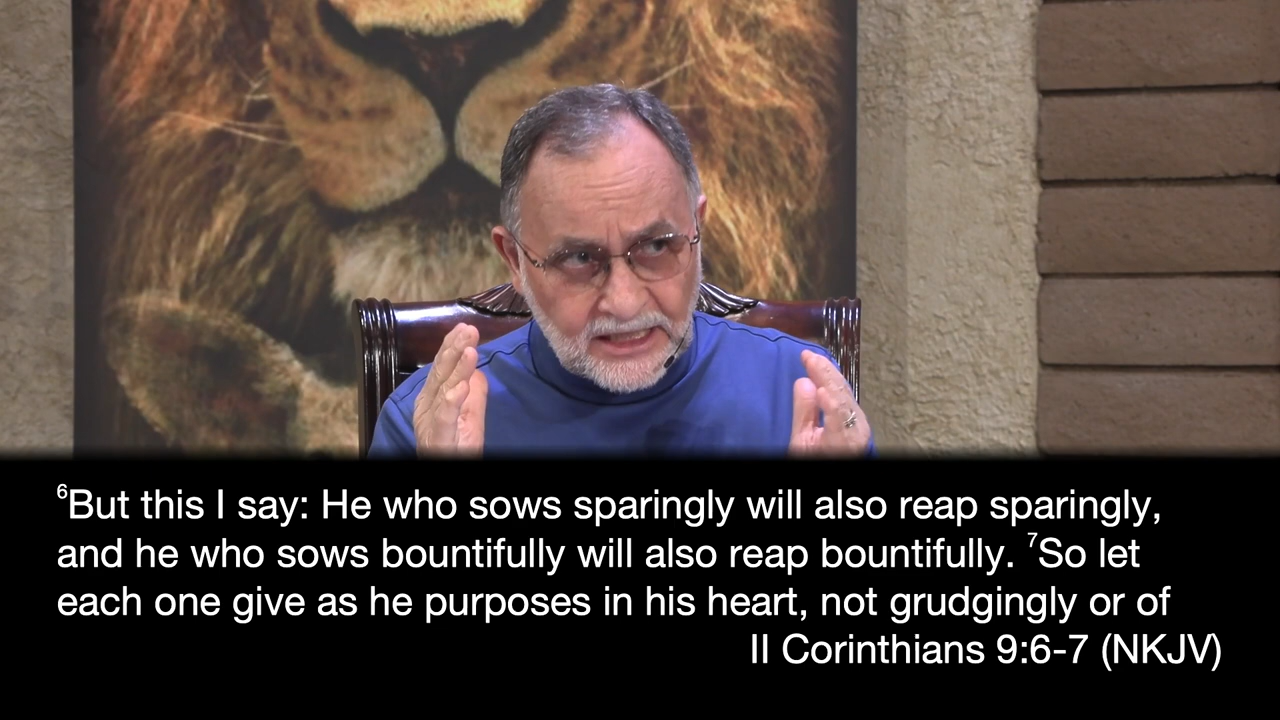 ⁶But this I say: He who sows sparingly will also reap sparingly,
and he who sows bountifully will also reap bountifully. ⁷So let
each one give as he purposes in his heart, not grudgingly or of
II Corinthians 9:6-7 (NKJV)